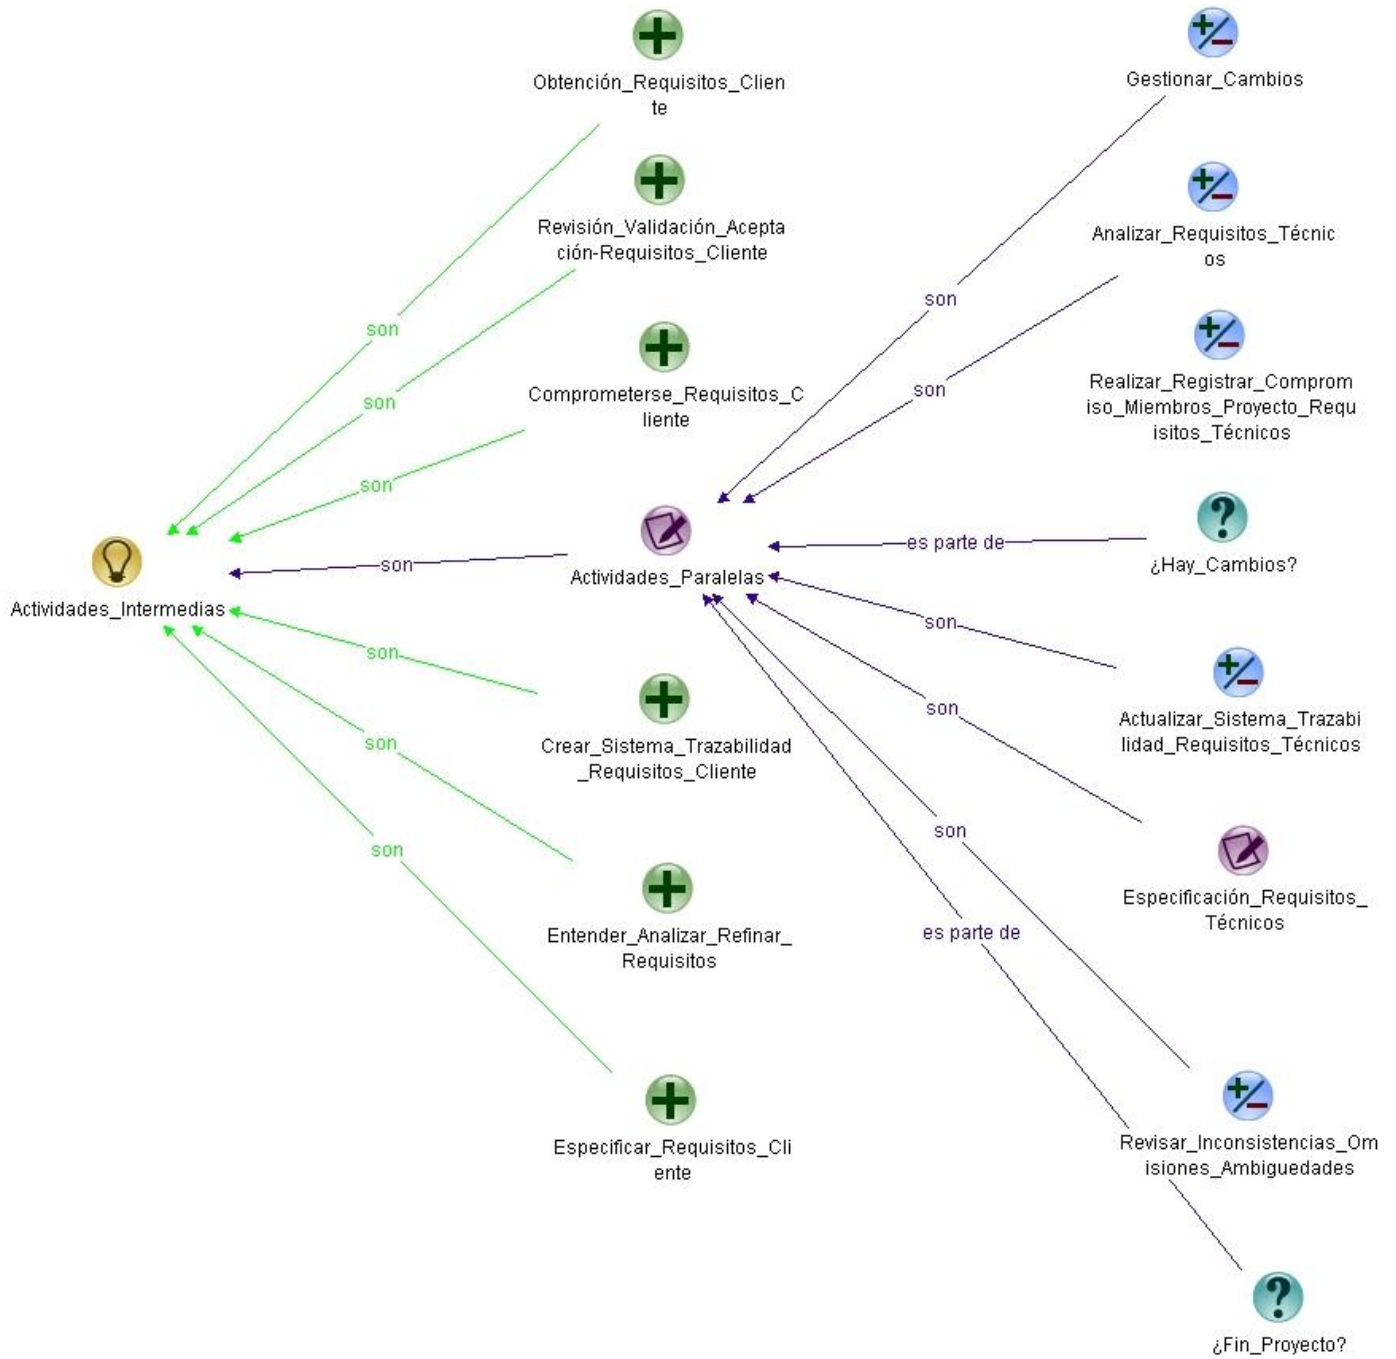 Obtención_Requisitos_Clien
te
Gestionar_Cambios
Revisión_Validación_Acepta
ción-Requisitos_Cliente
Analizar_Requisitos_Técnic
os
son
son
Comprometerse_Requisitos_C
liente
Realizar_Registrar_Comprom
iso_Miembros_Proyecto_Requ
isitos_Técnicos
son
son
son
es parte de
¿Hay_Cambios?
son
Actividades_Paralelas
Actividades_Intermedias
son
son
Crear_Sistema_Trazabilidad
_Requisitos_Cliente
Actualizar_Sistema_Trazabi
lidad_Requisitos_Técnicos
son
son
son
son
Especificación_Requisitos_
Técnicos
Entender_Analizar_Refinar_
Requisitos
es parte de
Especificar_Requisitos_Cli
ente
Revisar_Inconsistencias_Om
isiones_Ambiguedades
¿Fin_Proyecto?